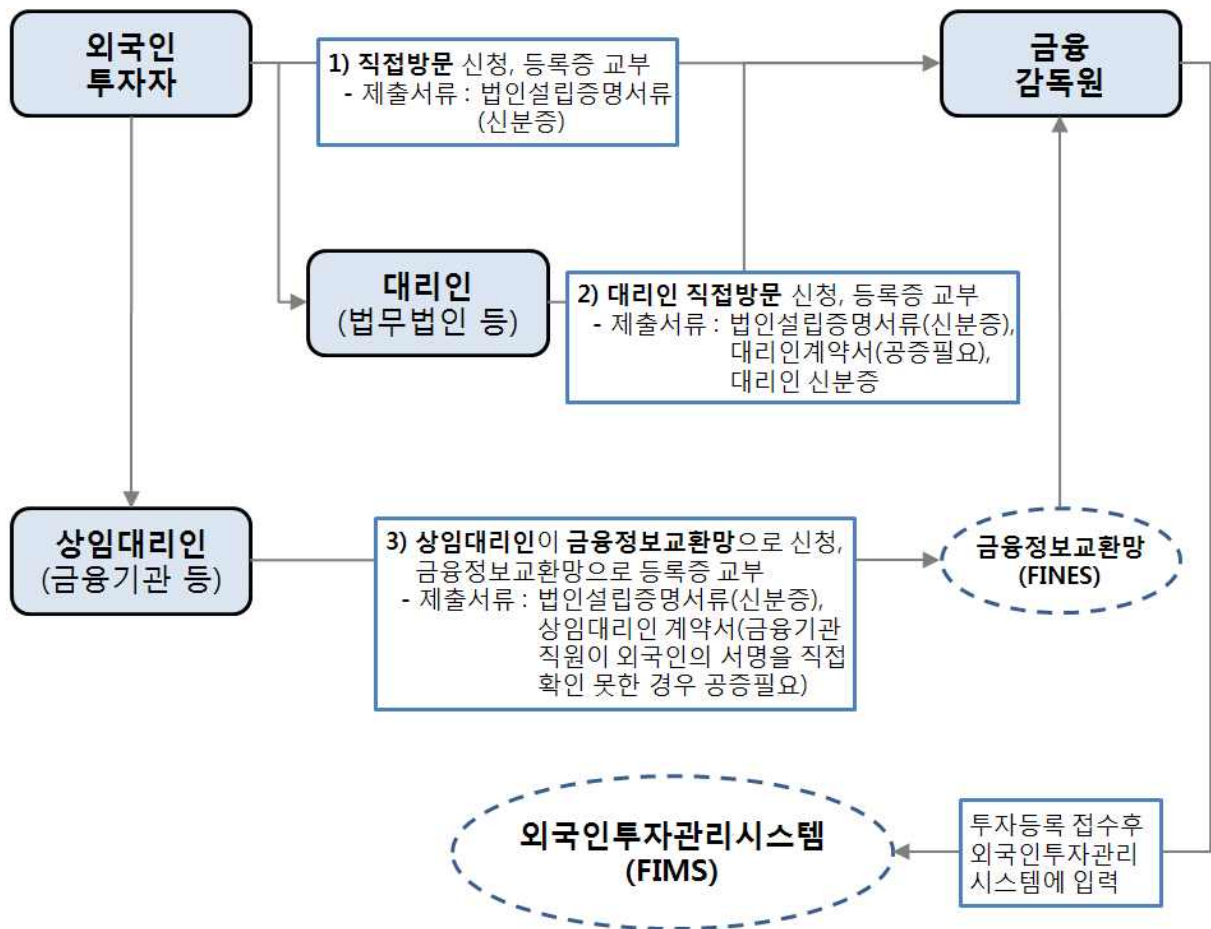 외국인
투자자
1) 직접방문 신청, 등록증 교부
- 제출서류 : 법인설립증명서류
(신분증)
금융
감독원
대리인
(법무법인 등)
2) 대리인 직접방문 신청, 등록증 교부
- 제출서류 : 법인설립증명서류(신분증),
대리인계약서(공증필요),
대리인 신분증
상임대리인
(금융기관 등)
3) 상임대리인이 금융정보교환망으로 신청,
금융정보교환망으로 등록증 교부
- 제출서류 : 법인설립증명서류(신분증),
상임대리인 계약서(금융기관
직원이 외국인의 서명을 직접
확인 못한 경우 공증필요)
금융정보교환망
(FINES)
외국인투자관리시스템
(FIMS)
투자등록 접수후
외국인투자관리
시스템에 입력